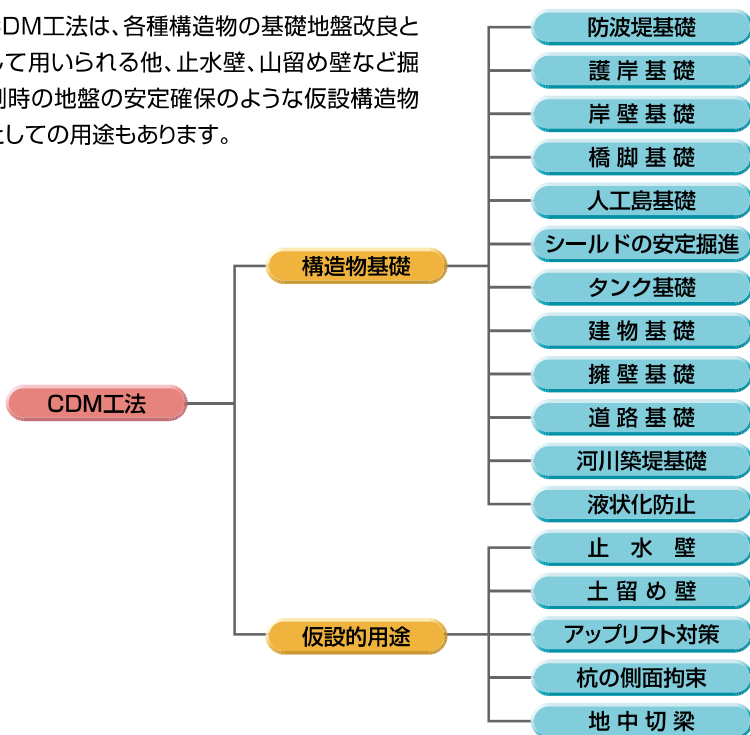 CDM工法は、各種構造物の基礎地盤改良と
して用いられる他、止水壁、山留め壁など掘
削時の地盤の安定確保のような仮設構造物
としての用途もあります。
防波堤基礎
護岸基礎
岸壁基礎
橋脚基礎
人工島基礎
構造物基礎
シールドの安定掘進
タンク基礎
建物基礎
擁壁基礎
CDM工法
道路基礎
河川築堤基礎
液状化防止
止水壁
土留め壁
仮設的用途
アップリフト対策
杭の側面拘束
地中切梁